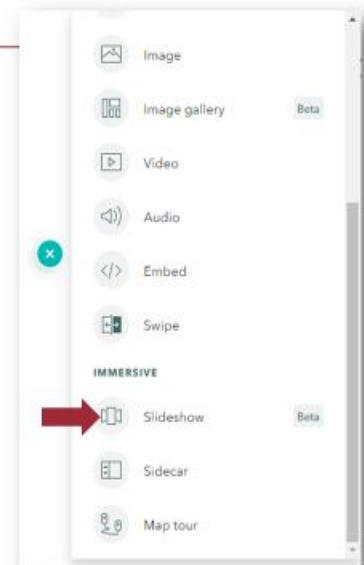 Image
Image gallery Beta
Video
Audio
Embed
Swipe
IMMERSIVE
Slideshow Beta
Sidecar
Map tour